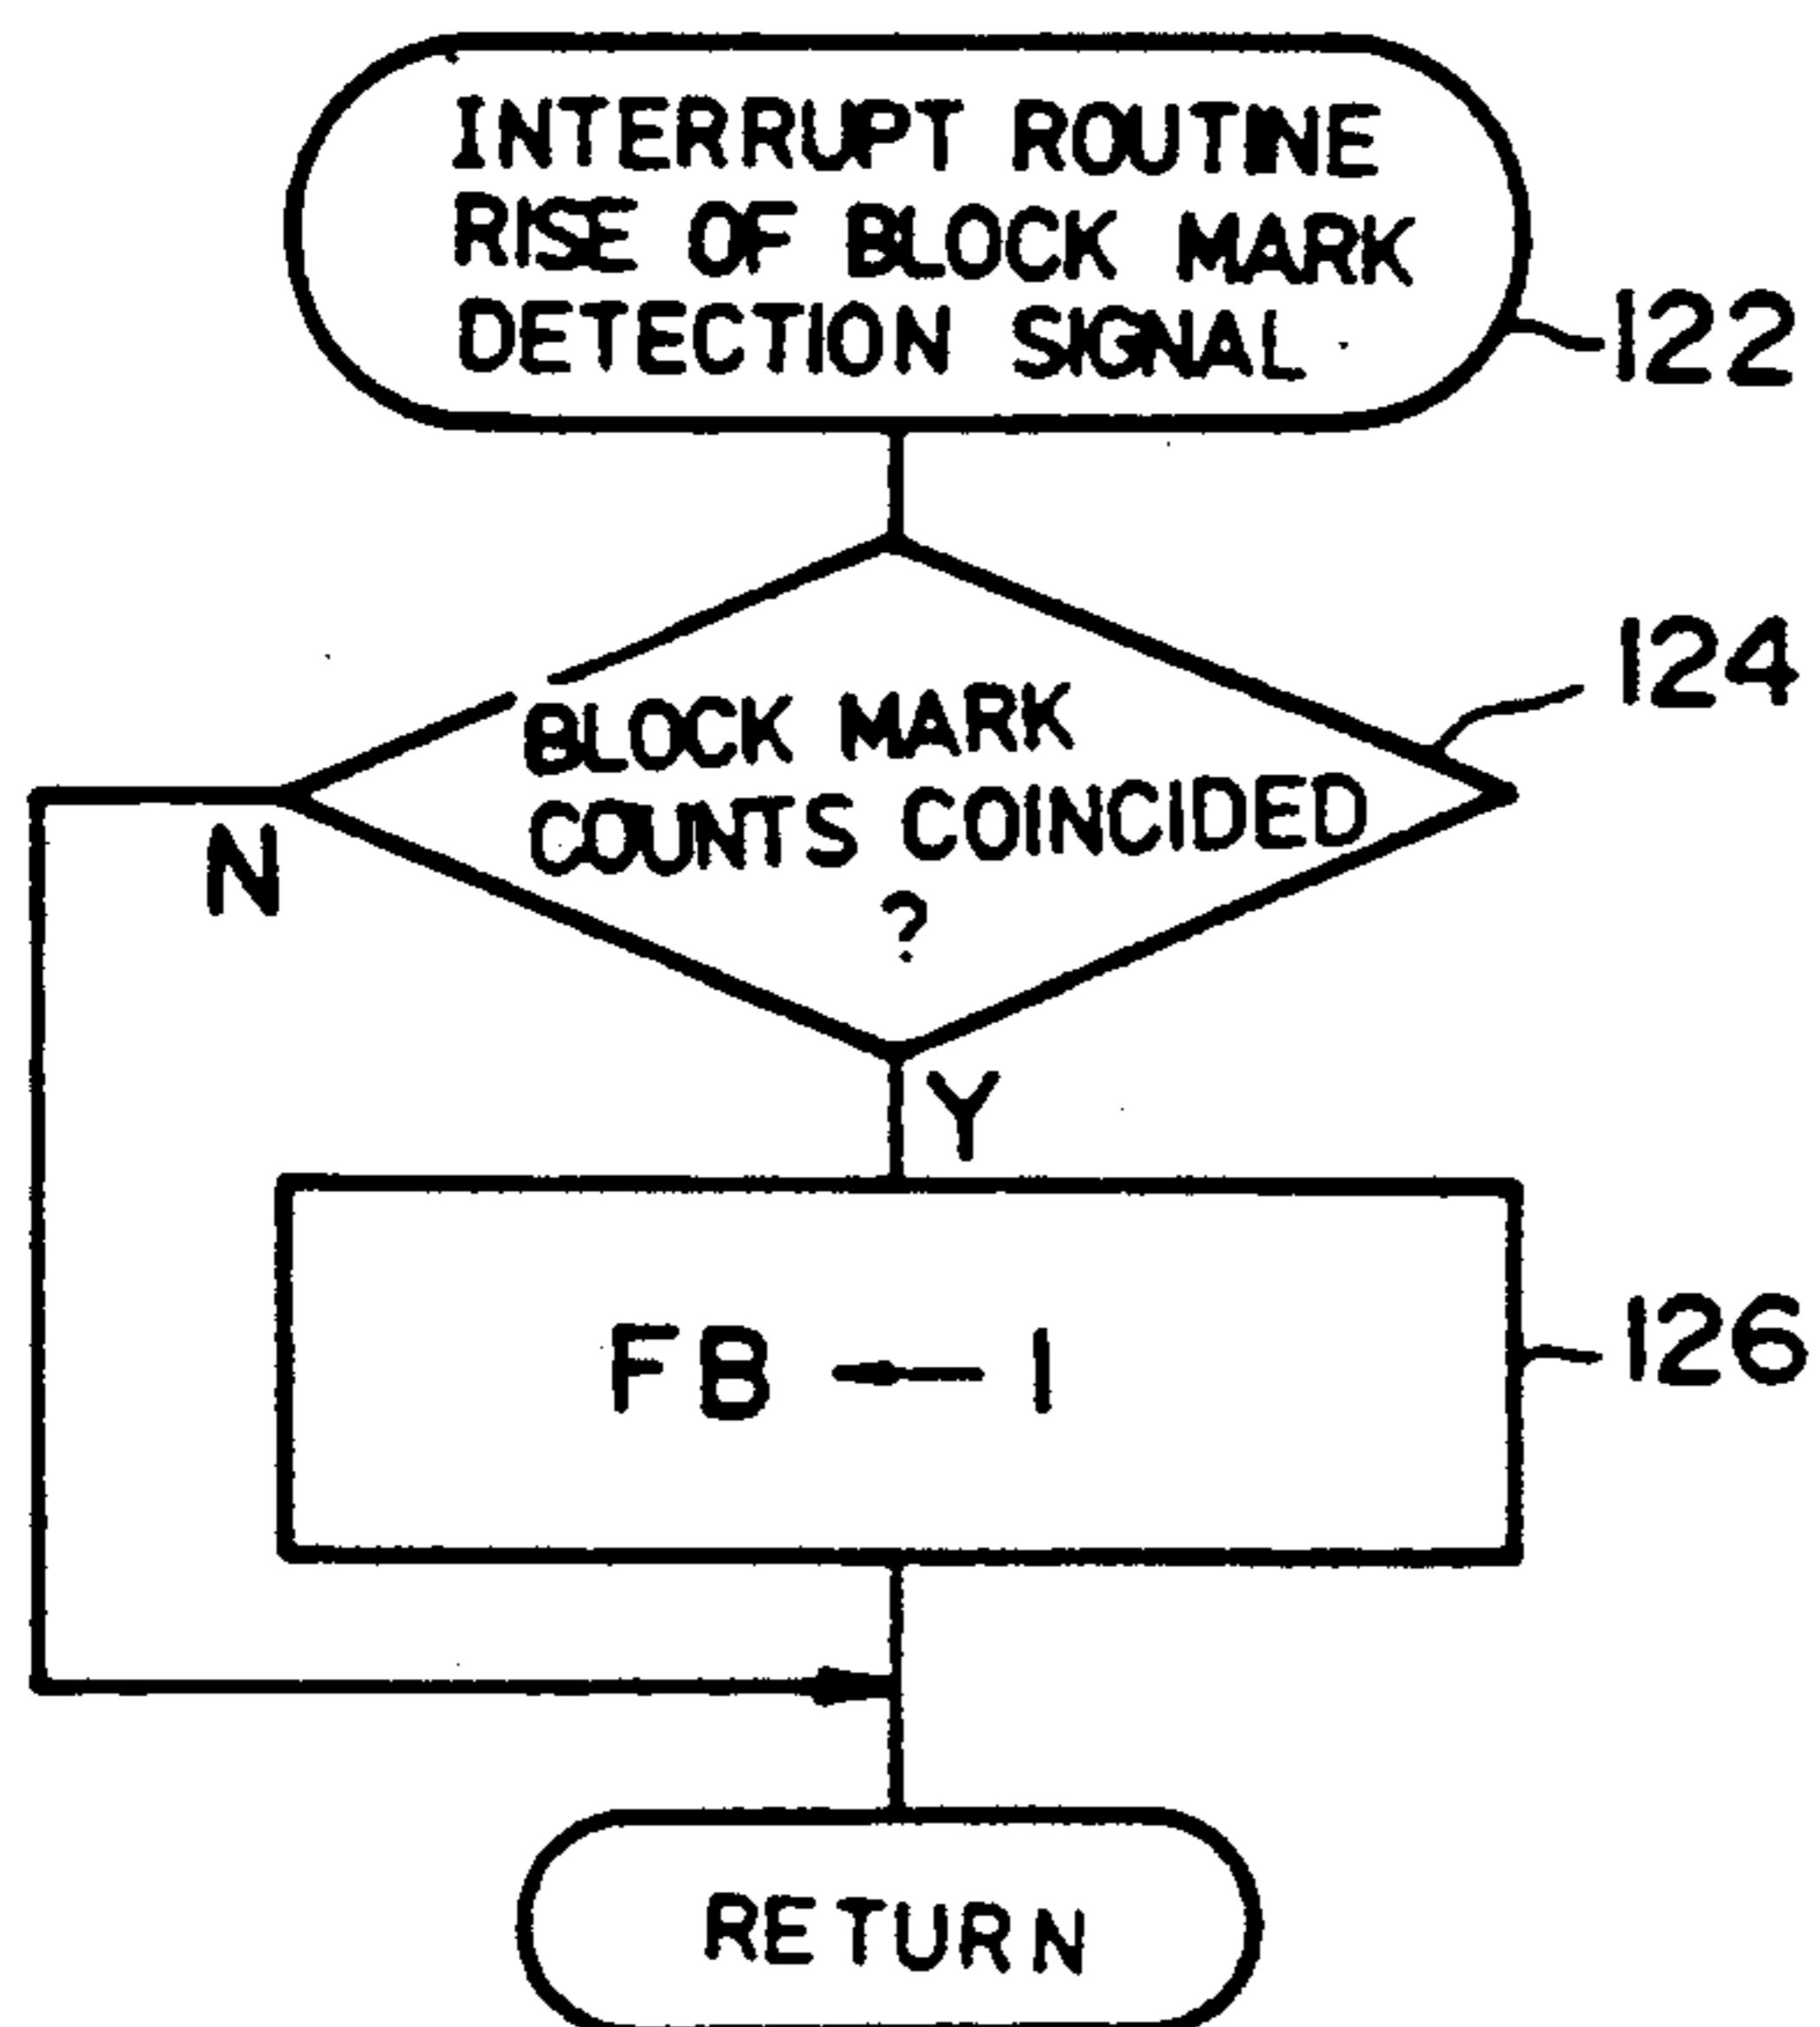 INTERRUPT ROUTINE
RISE OF BLOCK MARK
DETECTION SIGNAL
122
124
BLOCK MARK
COUNTS COINCIDED
?
N
Y
FB ← 1
126
RETURN